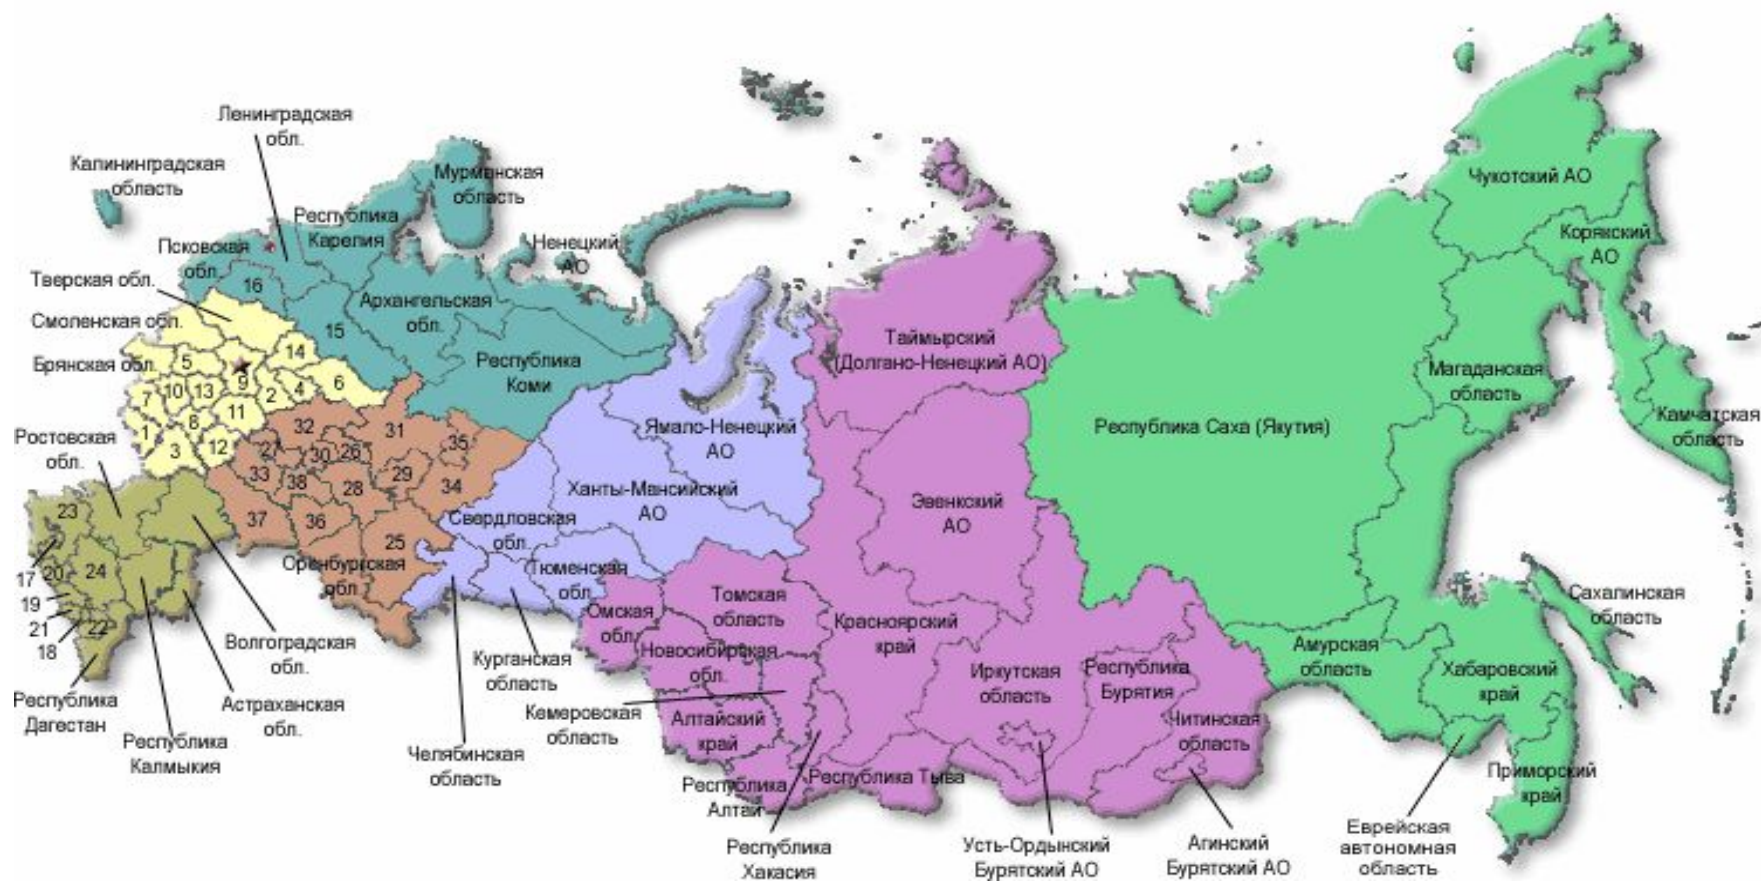 Ленинградская
обл.
Калининградская
область
Мурманская
область
Республика
Карелия
Псковская
обл.
Ненецкий
АО
Тверская обл.
16
Архангельская
обл.
Смоленская обл.
15
Брянская обл.
5
14
Республика
Коми
7
10
13
9
2
4
6
1
8
11
3
12
32
31
35
27
30
26
33
38
28
29
34
37
36
25
Оренбургская
обл.
Ростовская
обл.
23
17
20
24
19
21
18
22
Республика
Дагестан
Республика
Калмыкия
Астраханская
обл.
Волгоградская
обл.
Ямало-Ненецкий
АО
Ханты-Мансийский
АО
Свердловская
обл.
Тюменская
обл.
Курганская
область
Челябинская
область
Таймырский
(Долгано-Ненецкий АО)
Эвенкский
АО
Красноярский
край
Томская
область
Омская
обл.
Новосибирская
обл.
Кемеровская
область
Алтайский
край
Республика
Алтай
Республика
Хакасия
Республика Тыва
Иркутская
область
Республика
Бурятия
Читинская
область
Усть-Ордынский
Бурятский АО
Агинский
Бурятский АО
Чукотский АО
Корякский
АО
Магаданская
область
Камчатская
область
Республика Саха (Якутия)
Сахалинская
область
Амурская
область
Хабаровский
край
Приморский
край
Еврейская
автономная
область